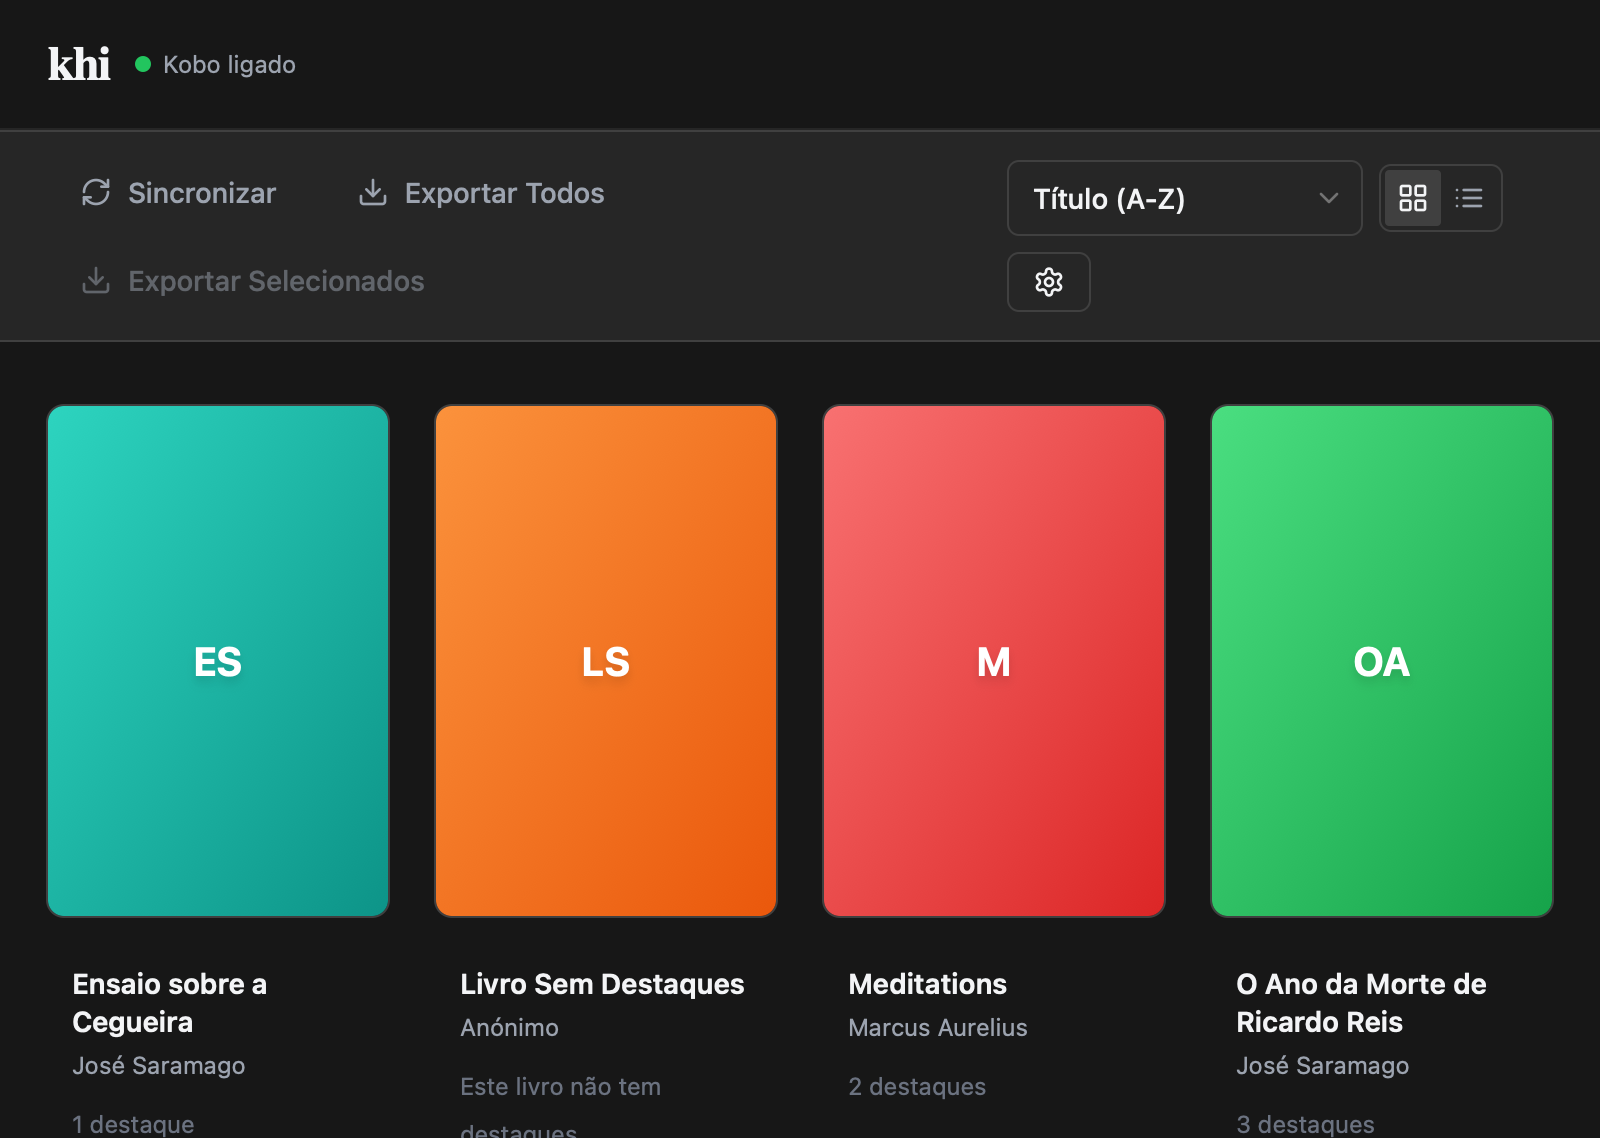 khi
Kobo ligado
Sincronizar
Exportar Todos
Título (A-Z)
Exportar Selecionados
ES
LS
M
OA
Ensaio sobre a
Cegueira
José Saramago
1 destaque
Livro Sem Destaques
Anónimo
Este livro não tem
destaques
Meditations
Marcus Aurelius
2 destaques
O Ano da Morte de
Ricardo Reis
José Saramago
3 destaques